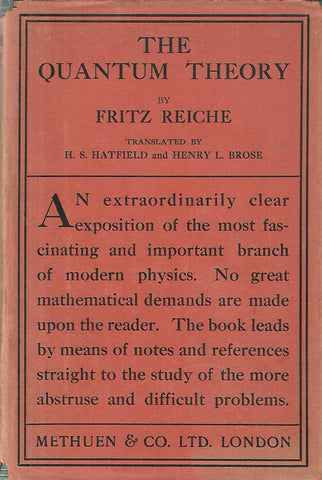 THE
QUANTUM THEORY
BY
FRITZ REICHE
TRANSLATED BY
H. S. HATFIELD and HENRY L. BROSE
AN extraordinarily clear
exposition of the most fas-
cinating and important branch
of modern physics. No great
mathematical demands are made
upon the reader. The book leads
by means of notes and references
straight to the study of the more
abstruse and difficult problems.
METHUEN & CO. LTD. LONDON